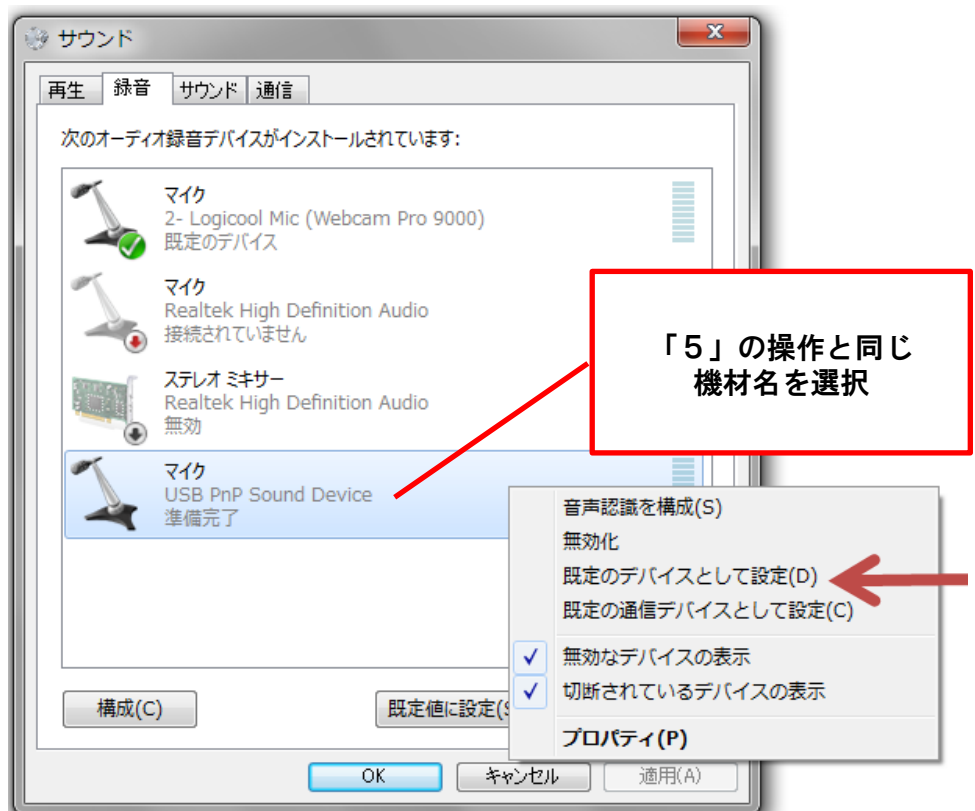 サウンド
再生 録音 サウンド 通信
次のオーディオ録音デバイスがインストールされています:
マイク
2- Logicool Mic (Webcam Pro 9000)
既定のデバイス
マイク
Realtek High Definition Audio
接続されていません
ステレオ ミキサー
Realtek High Definition Audio
無効
マイク
USB PnP Sound Device
準備完了
「５」の操作と同じ
機材名を選択
音声認識を構成(S)
無効化
既定のデバイスとして設定(D)
既定の通信デバイスとして設定(C)
無効なデバイスの表示
切断されているデバイスの表示
プロパティ(P)
構成(C)
既定値に設定(S
OK
キャンセル
適用(A)